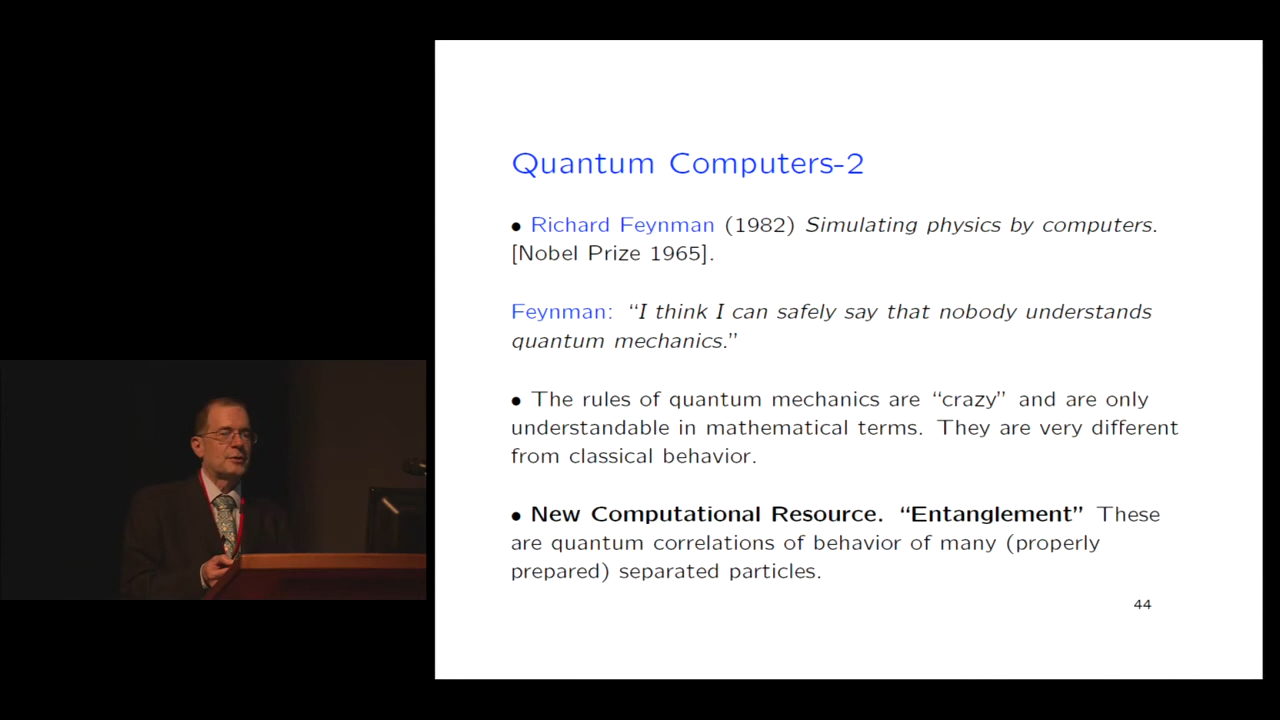 Quantum Computers-2
• Richard Feynman (1982) Simulating physics by computers.
[Nobel Prize 1965].
Feynman: “I think I can safely say that nobody understands
quantum mechanics.”
• The rules of quantum mechanics are “crazy” and are only
understandable in mathematical terms. They are very different
from classical behavior.
• New Computational Resource. “Entanglement” These
are quantum correlations of behavior of many (properly
prepared) separated particles.
44